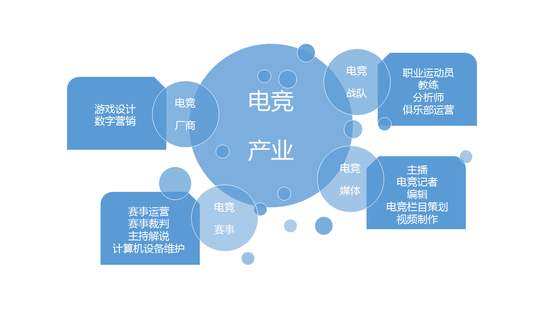 电竞
产业
电竞
厂商
游戏设计
数字营销
电竞
战队
职业运动员
教练
分析师
俱乐部运营
电竞
媒体
主播
电竞记者
编辑
电竞栏目策划
视频制作
电竞
赛事
赛事运营
赛事裁判
主持解说
计算机设备维护